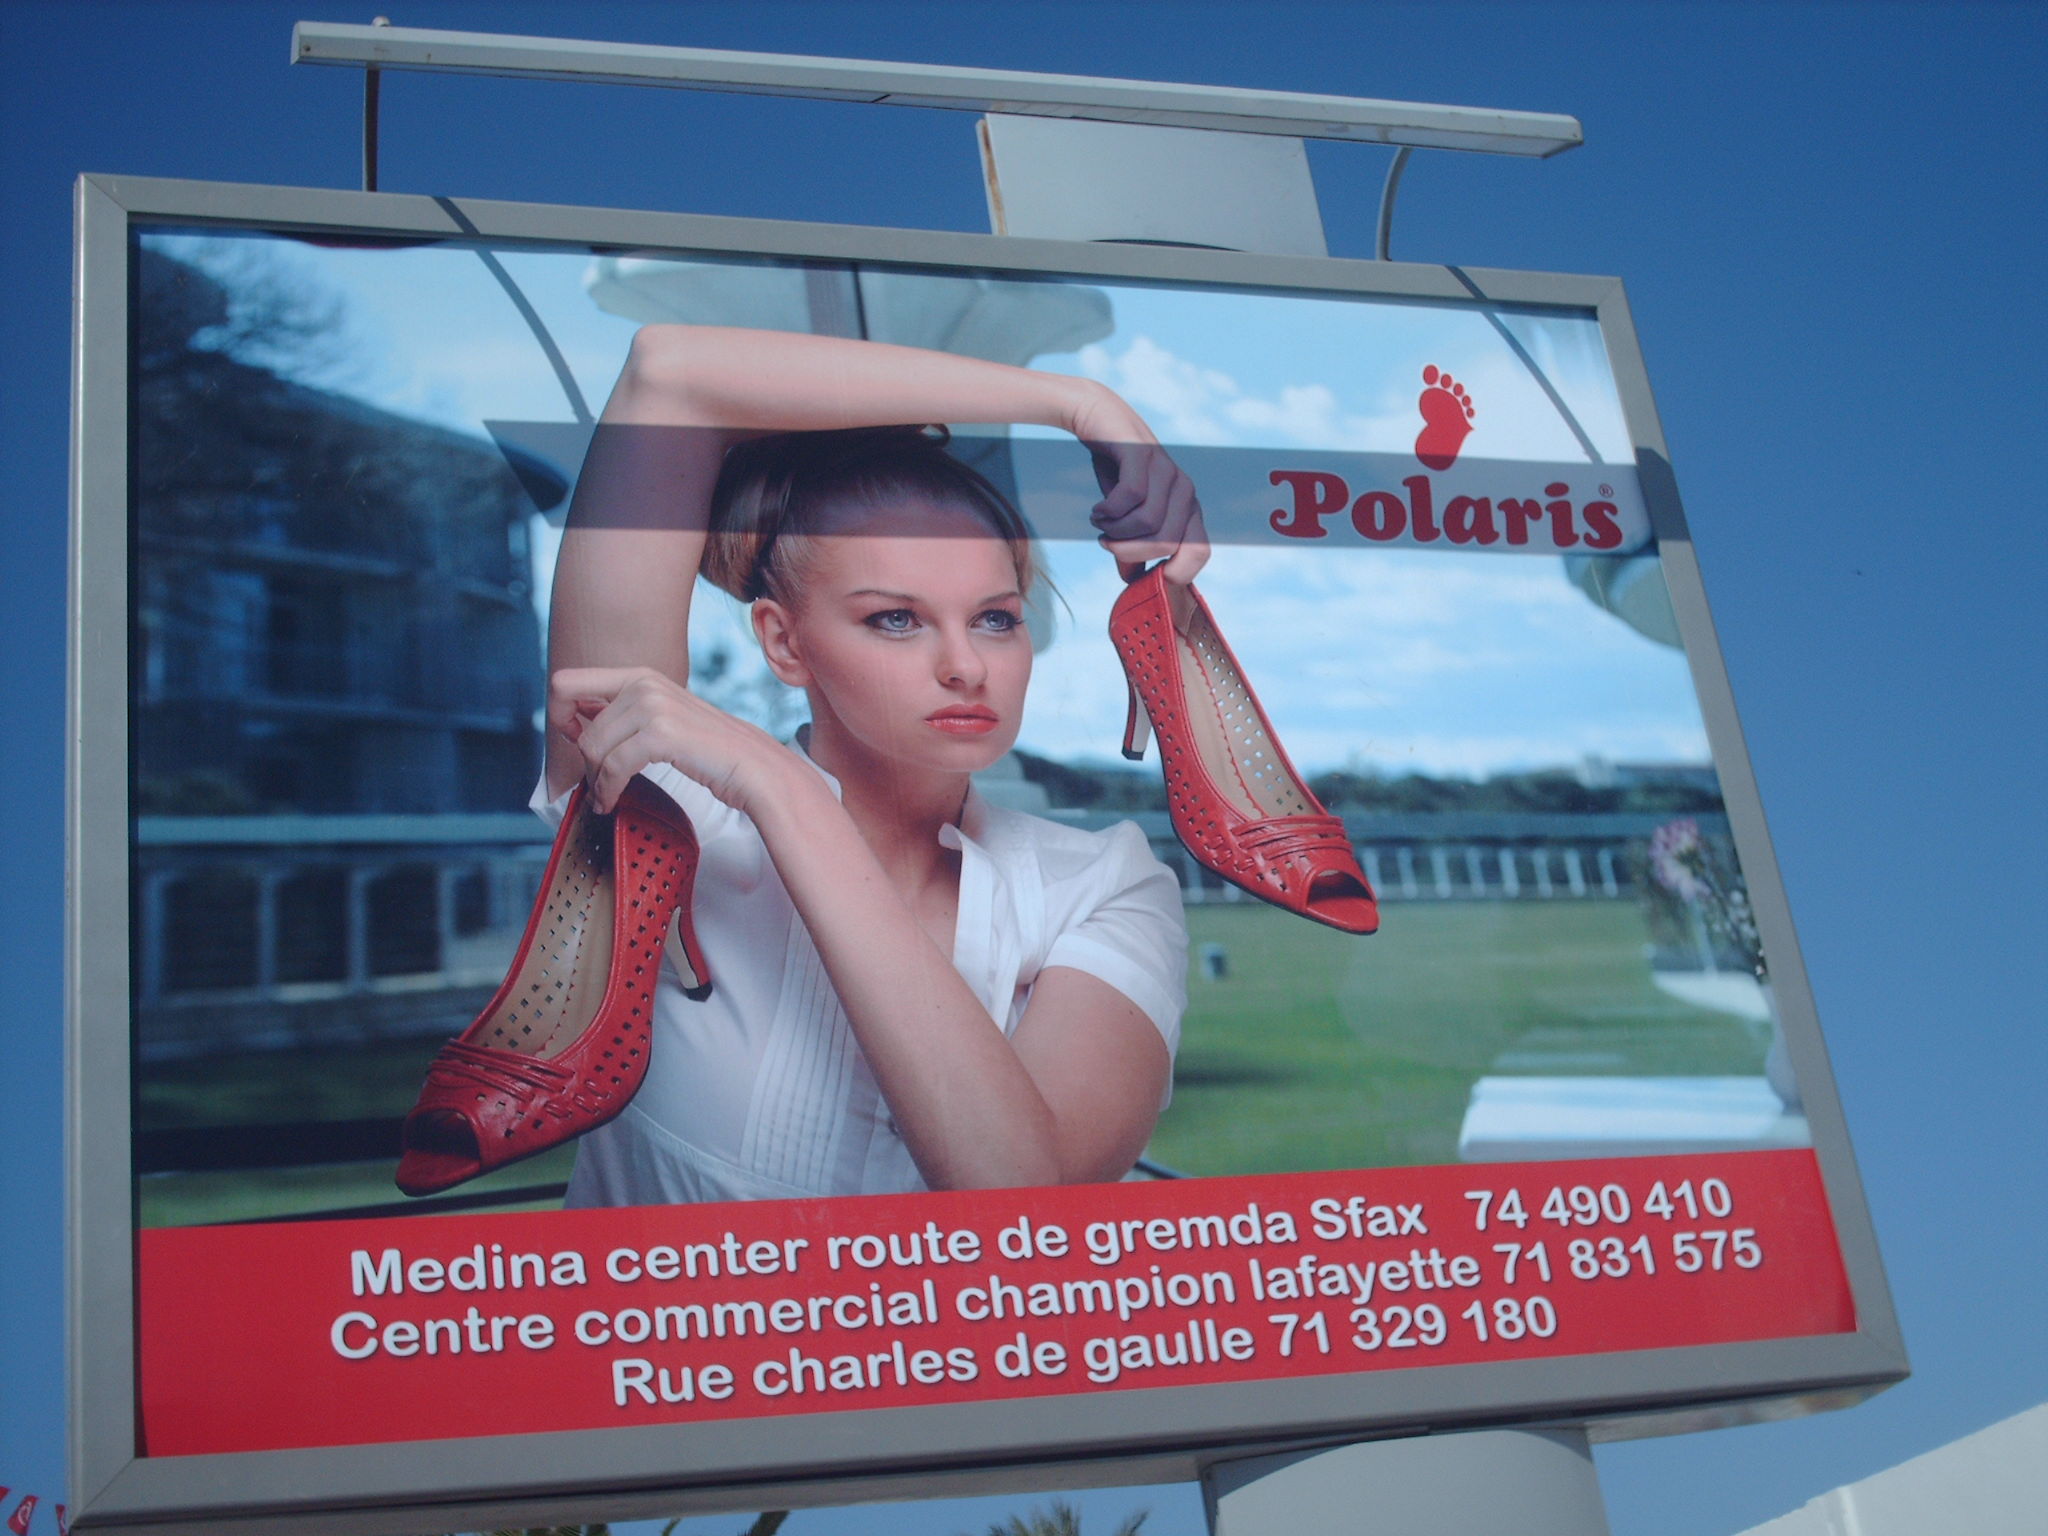 Polaris®
Medina center route de gremda Sfax 74 490 410
Centre commercial champion lafayette 71 831 575
Rue charles de gaulle 71 329 180